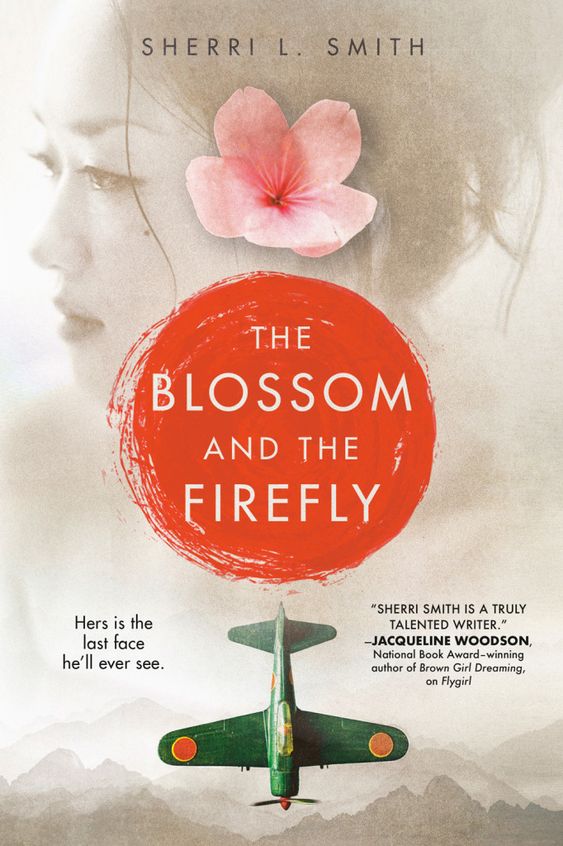 SHERRI L. SMITH
THE
BLOSSOM
AND THE
FIREFLY
Hers is the
last face
he'll ever see.
"SHERRI SMITH IS A TRULY
TALENTED WRITER."
–JACQUELINE WOODSON,
National Book Award–winning
author of Brown Girl Dreaming,
on Flygirl